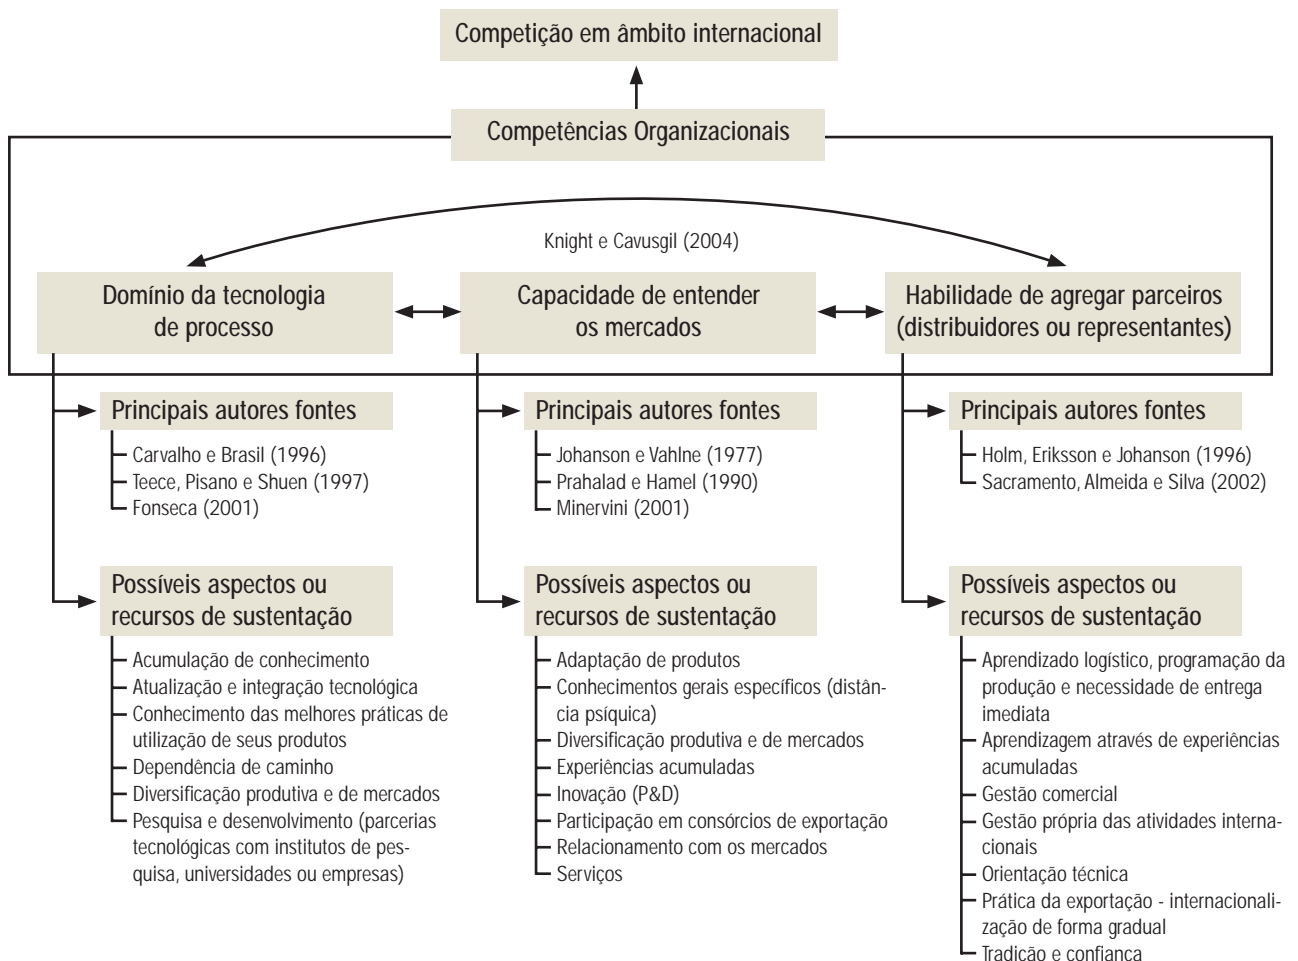 Competição em âmbito internacional
Competências Organizacionais
Knight e Cavusgil (2004)
Domínio da tecnologia
de processo
Capacidade de entender
os mercados
Habilidade de agregar parceiros
(distribuidores ou representantes)
Principais autores fontes
Carvalho e Brasil (1996)
Teece, Pisano e Shuen (1997)
Fonseca (2001)
Possíveis aspectos ou
recursos de sustentação
Acumulação de conhecimento
Atualização e integração tecnológica
Conhecimento das melhores práticas de
utilização de seus produtos
Dependência de caminho
Diversificação produtiva e de mercados
Pesquisa e desenvolvimento (parcerias
tecnológicas com institutos de pes-
quisa, universidades ou empresas)
Principais autores fontes
Johanson e Vahlne (1977)
Prahalad e Hamel (1990)
Minervini (2001)
Possíveis aspectos ou
recursos de sustentação
Adaptação de produtos
Conhecimentos gerais específicos (distân-
cia psíquica)
Diversificação produtiva e de mercados
Experiências acumuladas
Inovação (P&D)
Participação em consórcios de exportação
Relacionamento com os mercados
Serviços
Principais autores fontes
Holm, Eriksson e Johanson (1996)
Sacramento, Almeida e Silva (2002)
Possíveis aspectos ou
recursos de sustentação
Aprendizado logístico, programação da
produção e necessidade de entrega
imediata
Aprendizagem através de experiências
acumuladas
Gestão comercial
Gestão própria das atividades interna-
cionais
Orientação técnica
Prática da exportação - internacionali-
zação de forma gradual
Tradição e confiança